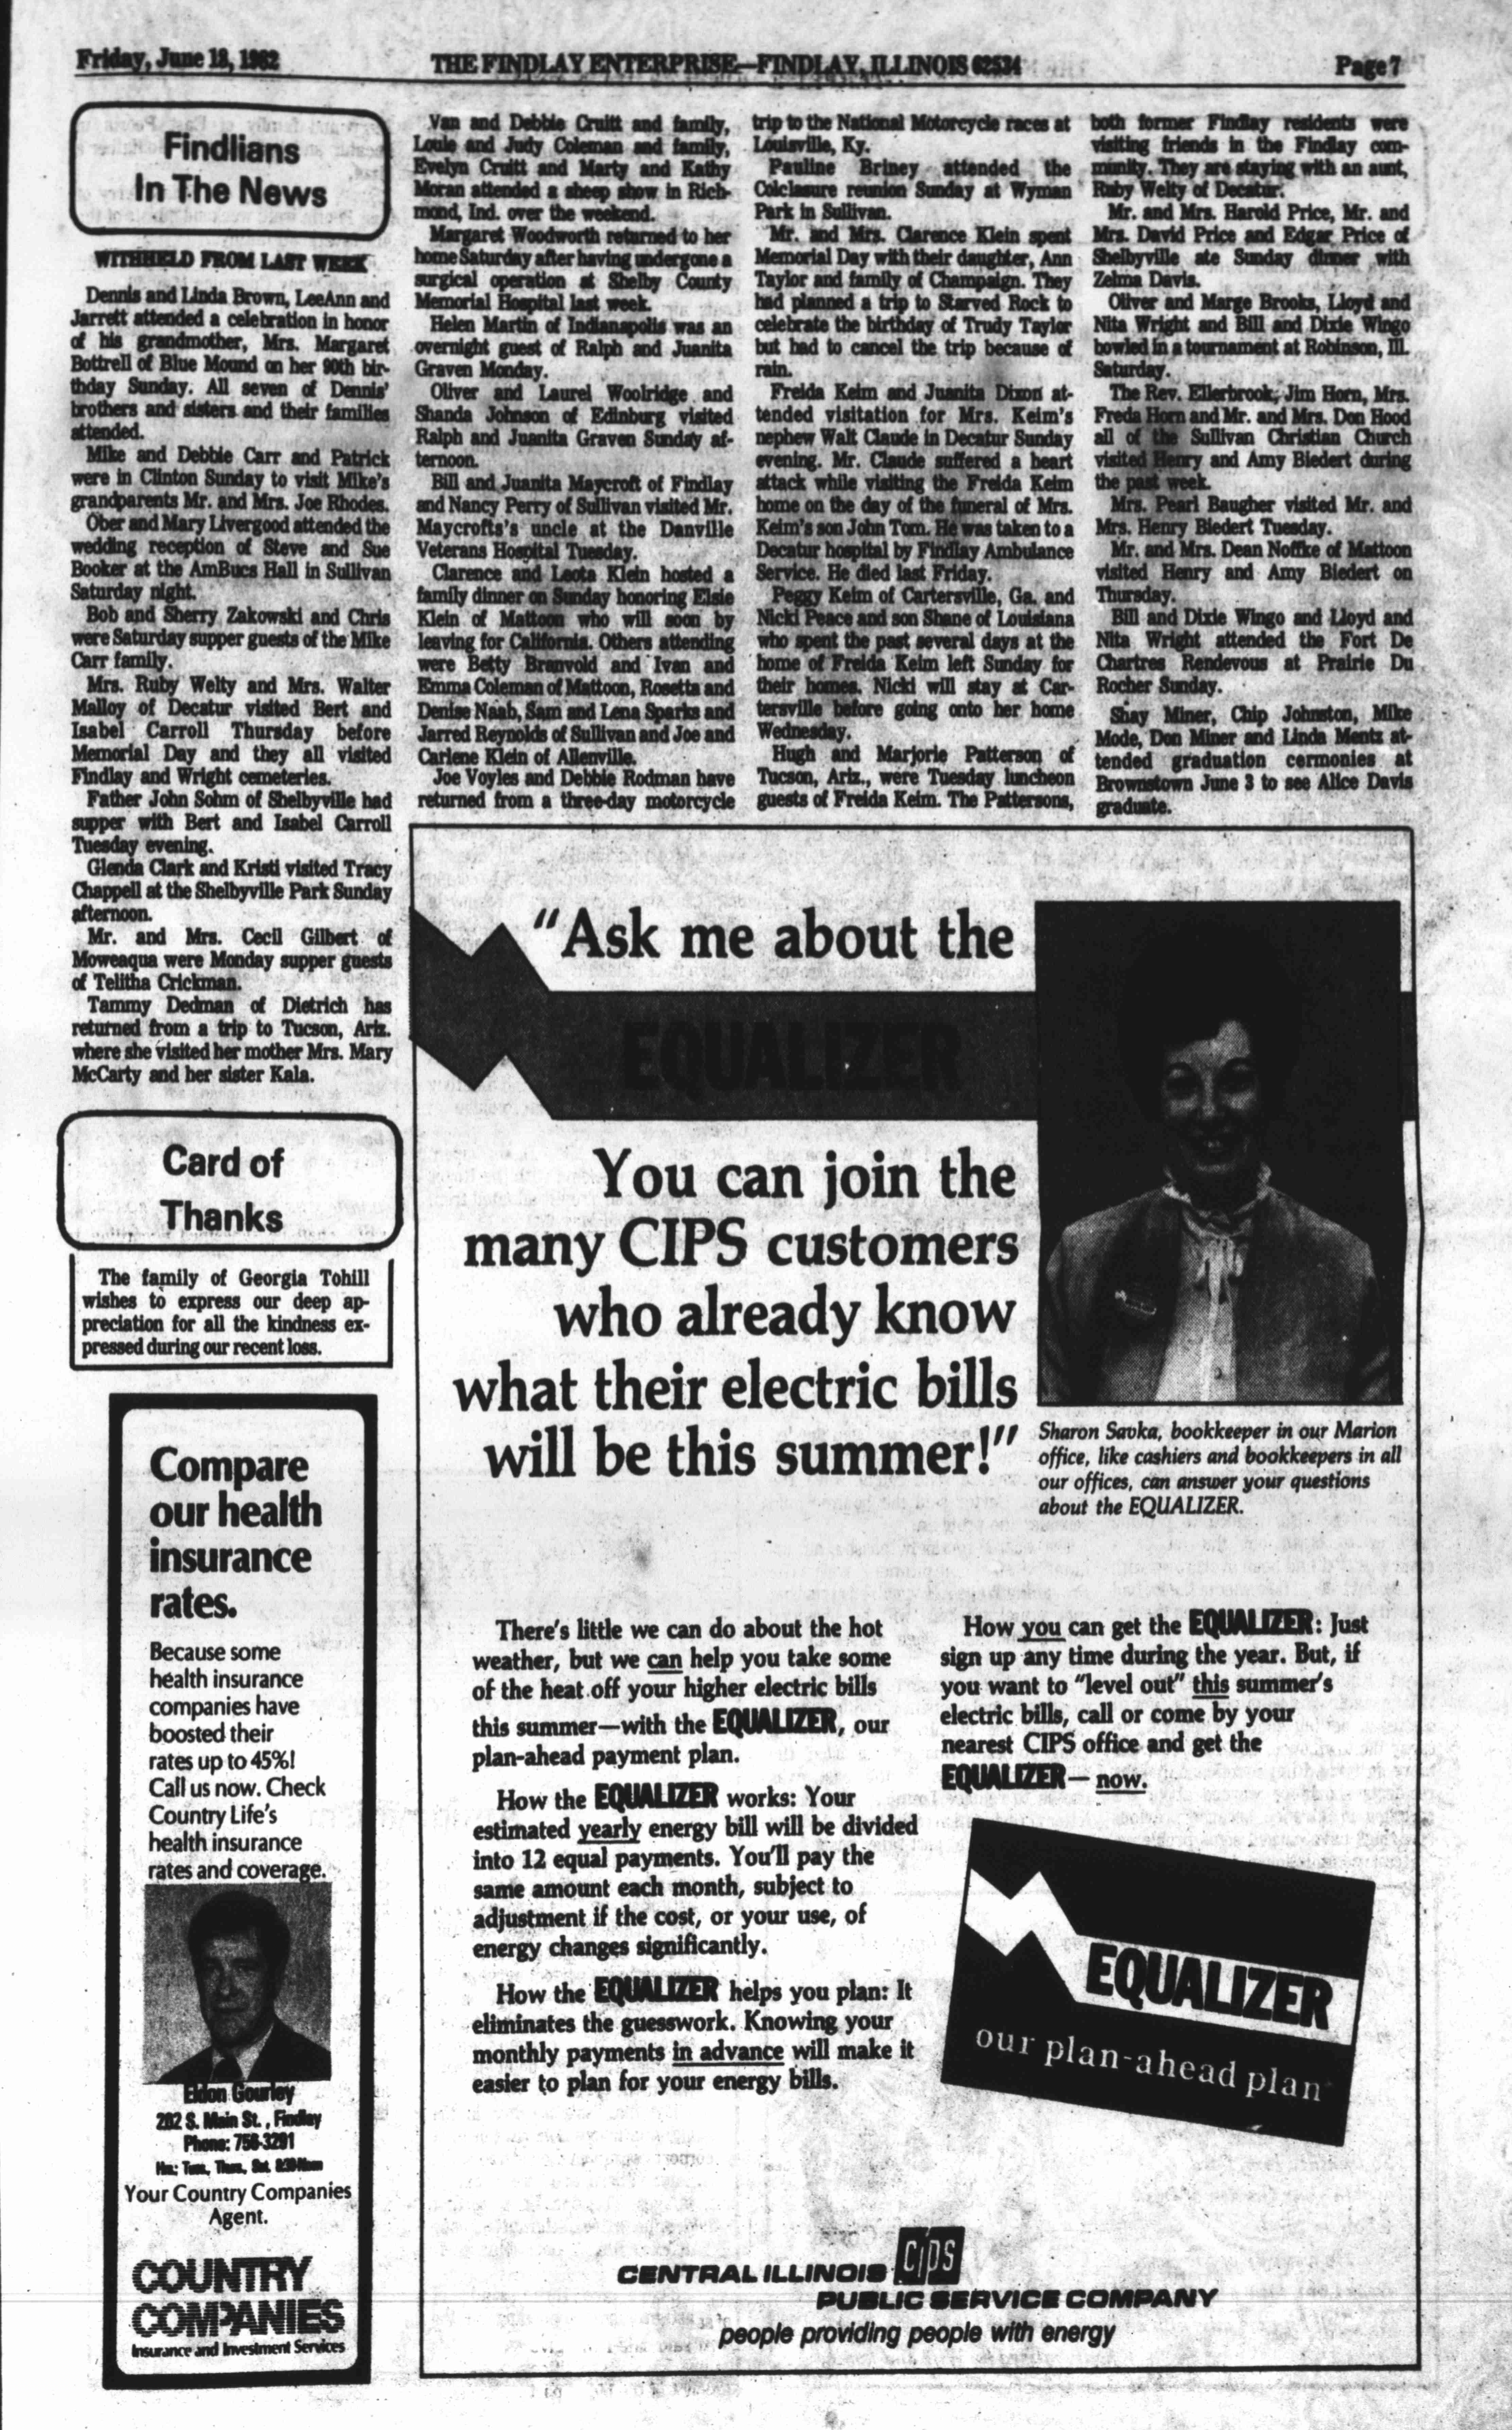 Friday, June 18, 1982
THE FINDLAY ENTERPRISE—FINDLAY, ILLINOIS 62534
Page 7
Findlians
In The News
WITHHELD FROM LAST WEEK
Dennis and Linda Brown, LeeAnn and
Jarrett attended a celebration in honor
of his grandmother, Mrs. Margaret
Bottrell of Blue Mound on her 90th bir-
thday Sunday. All seven of Dennis'
brothers and sisters and their families
attended.
Mike and Debbie Carr and Patrick
were in Clinton Sunday to visit Mike's
grandparents Mr. and Mrs. Joe Rhodes.
Ober and Mary Livergood attended the
wedding reception of Steve and Sue
Booker at the AmBucs Hall in Sullivan
Saturday night.
Bob and Sherry Zakowski and Chris
were Saturday supper guests of the Mike
Carr family.
Mrs. Ruby Welty and Mrs. Walter
Malloy of Decatur visited Bert and
Isabel Carroll Thursday before
Memorial Day and they all visited
Findlay and Wright cemeteries.
Father John Sohm of Shelbyville had
supper with Bert and Isabel Carroll
Tuesday evening.
Glenda Clark and Kristi visited Tracy
Chappell at the Shelbyville Park Sunday
afternoon.
Mr. and Mrs. Cecil Gilbert of
Moweaqua were Monday supper guests
of Telitha Crickman.
Tammy Dedman of Dietrich has
returned from a trip to Tucson, Ariz.
where she visited her mother Mrs. Mary
McCarty and her sister Kala.
Van and Debbie Cruitt and family,
Louie and Judy Coleman and family,
Evelyn Cruitt and Marty and Kathy
Moran attended a sheep show in Rich-
mond, Ind. over the weekend.
Margaret Woodworth returned to her
home Saturday after having undergone a
surgical operation at Shelby County
Memorial Hospital last week.
Helen Martin of Indianapolis was an
overnight guest of Ralph and Juanita
Graven Monday.
Oliver and Laurel Woolridge and
Shanda Johnson of Edinburg visited
Ralph and Juanita Graven Sunday af-
ternoon.
Bill and Juanita Maycroft of Findlay
and Nancy Perry of Sullivan visited Mr.
Maycrofts's uncle at the Danville
Veterans Hospital Tuesday.
Clarence and Leota Klein hosted a
family dinner on Sunday honoring Elsie
Klein of Mattoon who will soon by
leaving for California. Others attending
were Betty Branvold and Ivan and
Emma Coleman of Mattoon, Rosetta and
Denise Naab, Sam and Lena Sparks and
Jarred Reynolds of Sullivan and Joe and
Carlene Klein of Allenville.
Joe Voyles and Debbie Rodman have
returned from a three-day motorcycle
trip to the National Motorcycle races at
Louisville, Ky.
Pauline Briney attended the
Colclasure reunion Sunday at Wyman
Park in Sullivan.
Mr. and Mrs. Clarence Klein spent
Memorial Day with their daughter, Ann
Taylor and family of Champaign. They
had planned a trip to Starved Rock to
celebrate the birthday of Trudy Taylor
but had to cancel the trip because of
rain.
Freida Keim and Juanita Dixon at-
tended visitation for Mrs. Keim's
nephew Walt Claude in Decatur Sunday
evening. Mr. Claude suffered a heart
attack while visiting the Freida Keim
home on the day of the funeral of Mrs.
Keim's son John Tom. He was taken to a
Decatur hospital by Findlay Ambulance
Service. He died last Friday.
Peggy Keim of Cartersville, Ga. and
Nicki Peace and son Shane of Louisiana
who spent the past several days at the
home of Freida Keim left Sunday for
their homes. Nicki will stay at Car-
tersville before going onto her home
Wednesday.
Hugh and Marjorie Patterson of
Tucson, Ariz., were Tuesday luncheon
guests of Freida Keim. The Pattersons,
both former Findlay residents were
visiting friends in the Findlay com-
munity. They are staying with an aunt,
Ruby Welty of Decatur.
Mr. and Mrs. Harold Price, Mr. and
Mrs. David Price and Edgar Price of
Shelbyville ate Sunday dinner with
Zelma Davis.
Oliver and Marge Brooks, Lloyd and
Nita Wright and Bill and Dixie Wingo
bowled in a tournament at Robinson, Ill.
Saturday.
The Rev. Ellerbrook, Jim Horn, Mrs.
Freda Horn and Mr. and Mrs. Don Hood
all of the Sullivan Christian Church
visited Henry and Amy Biedert during
the past week.
Mrs. Pearl Baugher visited Mr. and
Mrs. Henry Biedert Tuesday.
Mr. and Mrs. Dean Noffke of Mattoon
visited Henry and Amy Biedert on
Thursday.
Bill and Dixie Wingo and Lloyd and
Nita Wright attended the Fort De
Chartres Rendevous at Prairie Du
Rocher Sunday.
Shay Miner, Chip Johnston, Mike
Mode, Don Miner and Linda Mentz at-
tended graduation cermonies at
Brownstown June 3 to see Alice Davis
graduate.
Card of
Thanks
The family of Georgia Tohill
wishes to express our deep ap-
preciation for all the kindness ex-
pressed during our recent loss.
Compare
our health
insurance
rates.
Because some
health insurance
companies have
boosted their
rates up to 45%!
Call us now. Check
Country Life's
health insurance
rates and coverage.
Eldon Gourley
202 S. Main St., Findlay
Phone: 756-3291
Hrs.: Tues., Thurs., Sat. 8:30-Noon
Your Country Companies
Agent.
COUNTRY
COMPANIES
Insurance and Investment Services
"Ask me about the
EQUALIZER
You can join the
many CIPS customers
who already know
what their electric bills
will be this summer!"
Sharon Savka, bookkeeper in our Marion
office, like cashiers and bookkeepers in all
our offices, can answer your questions
about the EQUALIZER.
There's little we can do about the hot
weather, but we can help you take some
of the heat off your higher electric bills
this summer—with the EQUALIZER, our
plan-ahead payment plan.
How the EQUALIZER works: Your
estimated yearly energy bill will be divided
into 12 equal payments. You'll pay the
same amount each month, subject to
adjustment if the cost, or your use, of
energy changes significantly.
How the EQUALIZER helps you plan: It
eliminates the guesswork. Knowing your
monthly payments in advance will make it
easier to plan for your energy bills.
How you can get the EQUALIZER: Just
sign up any time during the year. But, if
you want to "level out" this summer's
electric bills, call or come by your
nearest CIPS office and get the
EQUALIZER— now.
EQUALIZER
our plan-ahead plan
CIPS
CENTRAL ILLINOIS
PUBLIC SERVICE COMPANY
people providing people with energy